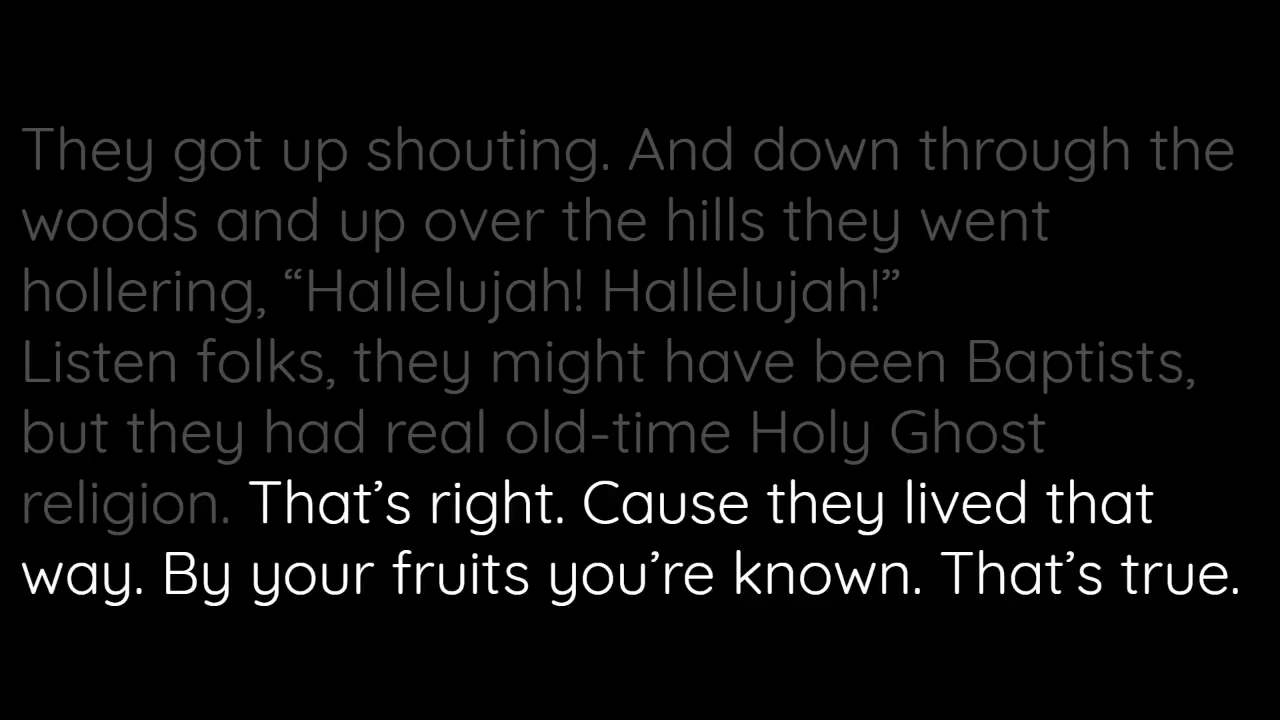 They got up shouting. And down through the
woods and up over the hills they went
hollering, “Hallelujah! Hallelujah!”
Listen folks, they might have been Baptists,
but they had real old-time Holy Ghost
religion. That’s right. Cause they lived that
way. By your fruits you’re known. That’s true.